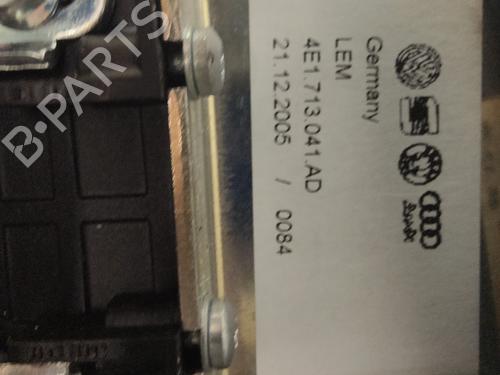 Germany
LEM
4E1.713.041.AD
21.12.2005 / 0084
B-PARTS